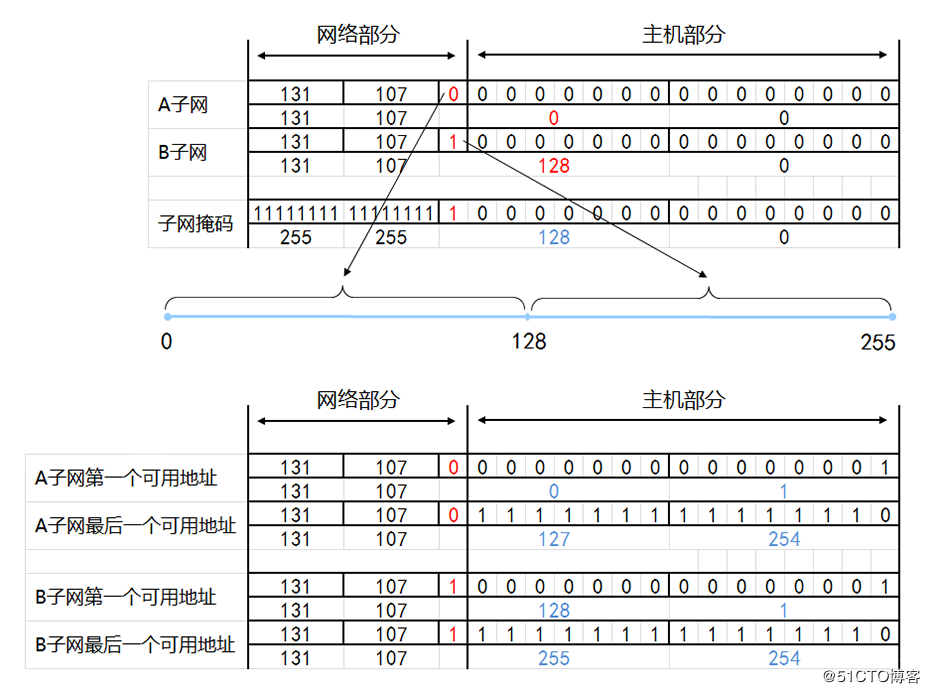 网络部分 主机部分
A子网 131 107 0 0 0 0 0 0 0 0 0 0 0 0 0 0 0 0
131 107 0 0
B子网 131 107 1 0 0 0 0 0 0 0 0 0 0 0 0 0 0 0
131 107 128 0
子网掩码 11111111 11111111 1 0 0 0 0 0 0 0 0 0 0 0 0 0 0 0
255 255 128 0
0 128 255
网络部分 主机部分
A子网第一个可用地址 131 107 0 0 0 0 0 0 0 0 0 0 0 0 0 0 0 1
131 107 0 1
A子网最后一个可用地址 131 107 0 1 1 1 1 1 1 1 1 1 1 1 1 1 1 0
131 107 127 254
B子网第一个可用地址 131 107 1 0 0 0 0 0 0 0 0 0 0 0 0 0 0 1
131 107 128 1
B子网最后一个可用地址 131 107 1 1 1 1 1 1 1 1 1 1 1 1 1 1 1 0
131 107 255 254
@51CTO博客